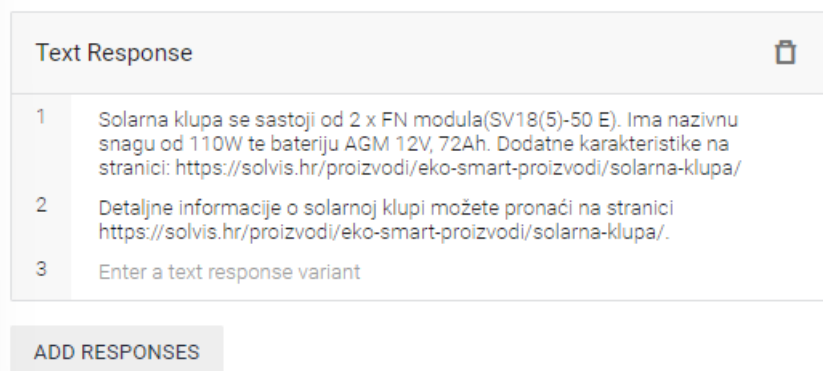 Text Response
1
Solarna klupa se sastoji od 2 x FN modula(SV18(5)-50 E). Ima nazivnu
snagu od 110W te bateriju AGM 12V, 72Ah. Dodatne karakteristike na
stranici: https://solvis.hr/proizvodi/eko-smart-proizvodi/solarna-klupa/
2
Detaljne informacije o solarnoj klupi možete pronaći na stranici
https://solvis.hr/proizvodi/eko-smart-proizvodi/solarna-klupa/.
3
Enter a text response variant
ADD RESPONSES